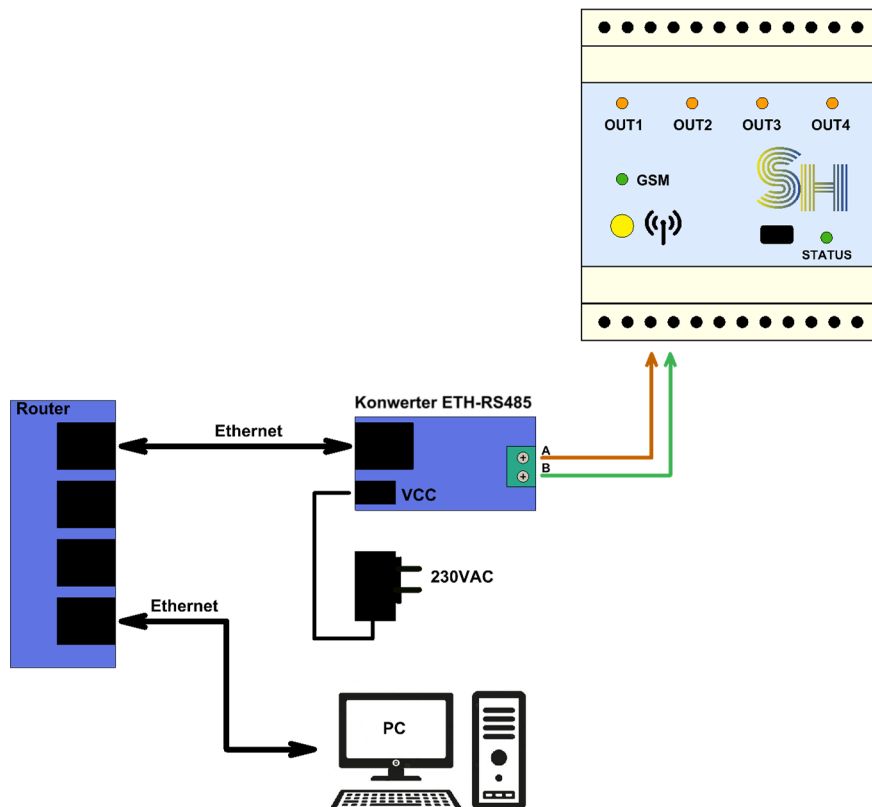 OUT1 OUT2 OUT3 OUT4
GSM
SH
STATUS
Router
Konwerter ETH-RS485
Ethernet
A
B
VCC
230VAC
Ethernet
PC